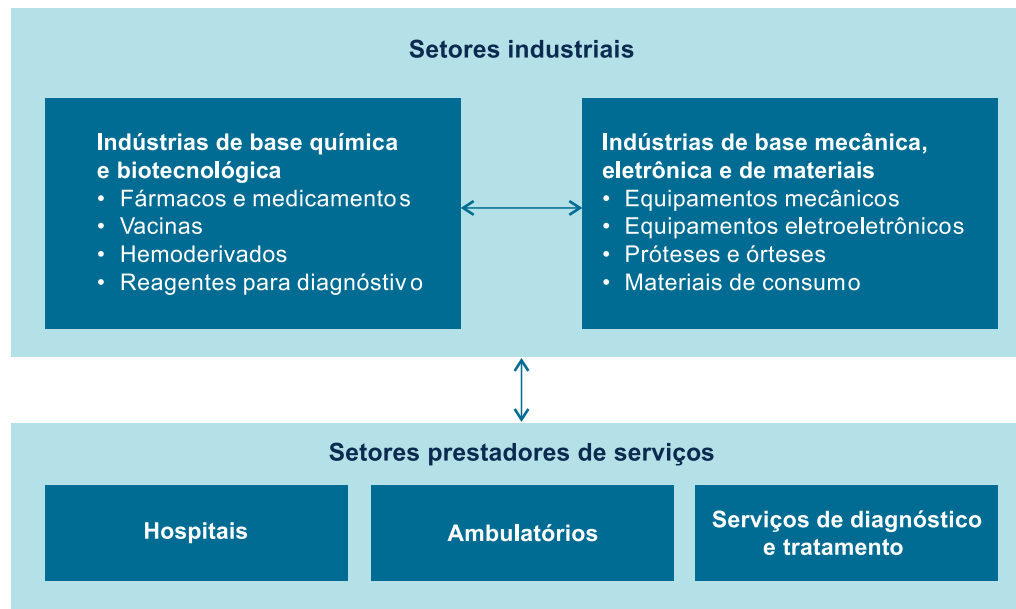 Setores industriais
Indústrias de base química
e biotecnológica
• Fármacos e medicamentos
• Vacinas
• Hemoderivados
• Reagentes para diagnóstivo
Indústrias de base mecânica,
eletrônica e de materiais
• Equipamentos mecânicos
• Equipamentos eletroeletrônicos
• Próteses e órteses
• Materiais de consumo
Setores prestadores de serviços
Hospitais
Ambulatórios
Serviços de diagnóstico
e tratamento